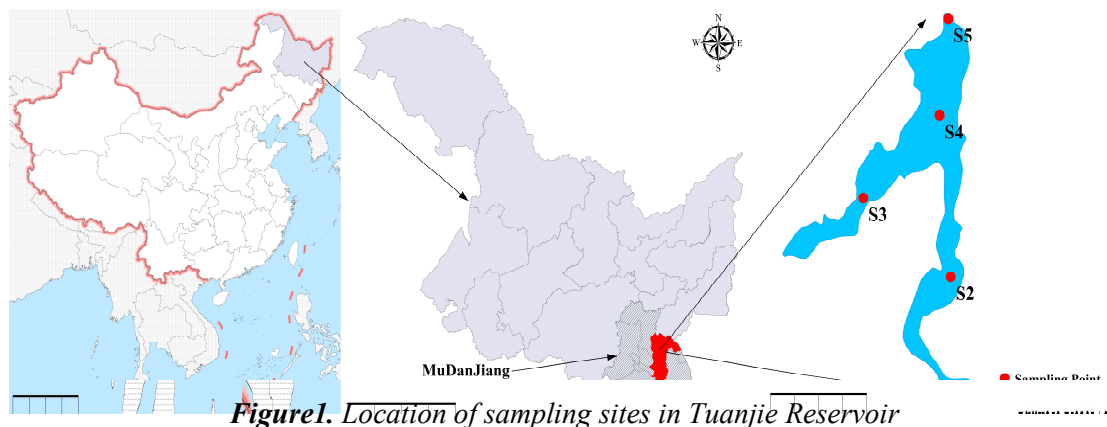 N
W E
S
S5
S4
S3
S2
MuDanJiang
Sampling Point
Figure1. Location of sampling sites in Tuanjie Reservoir